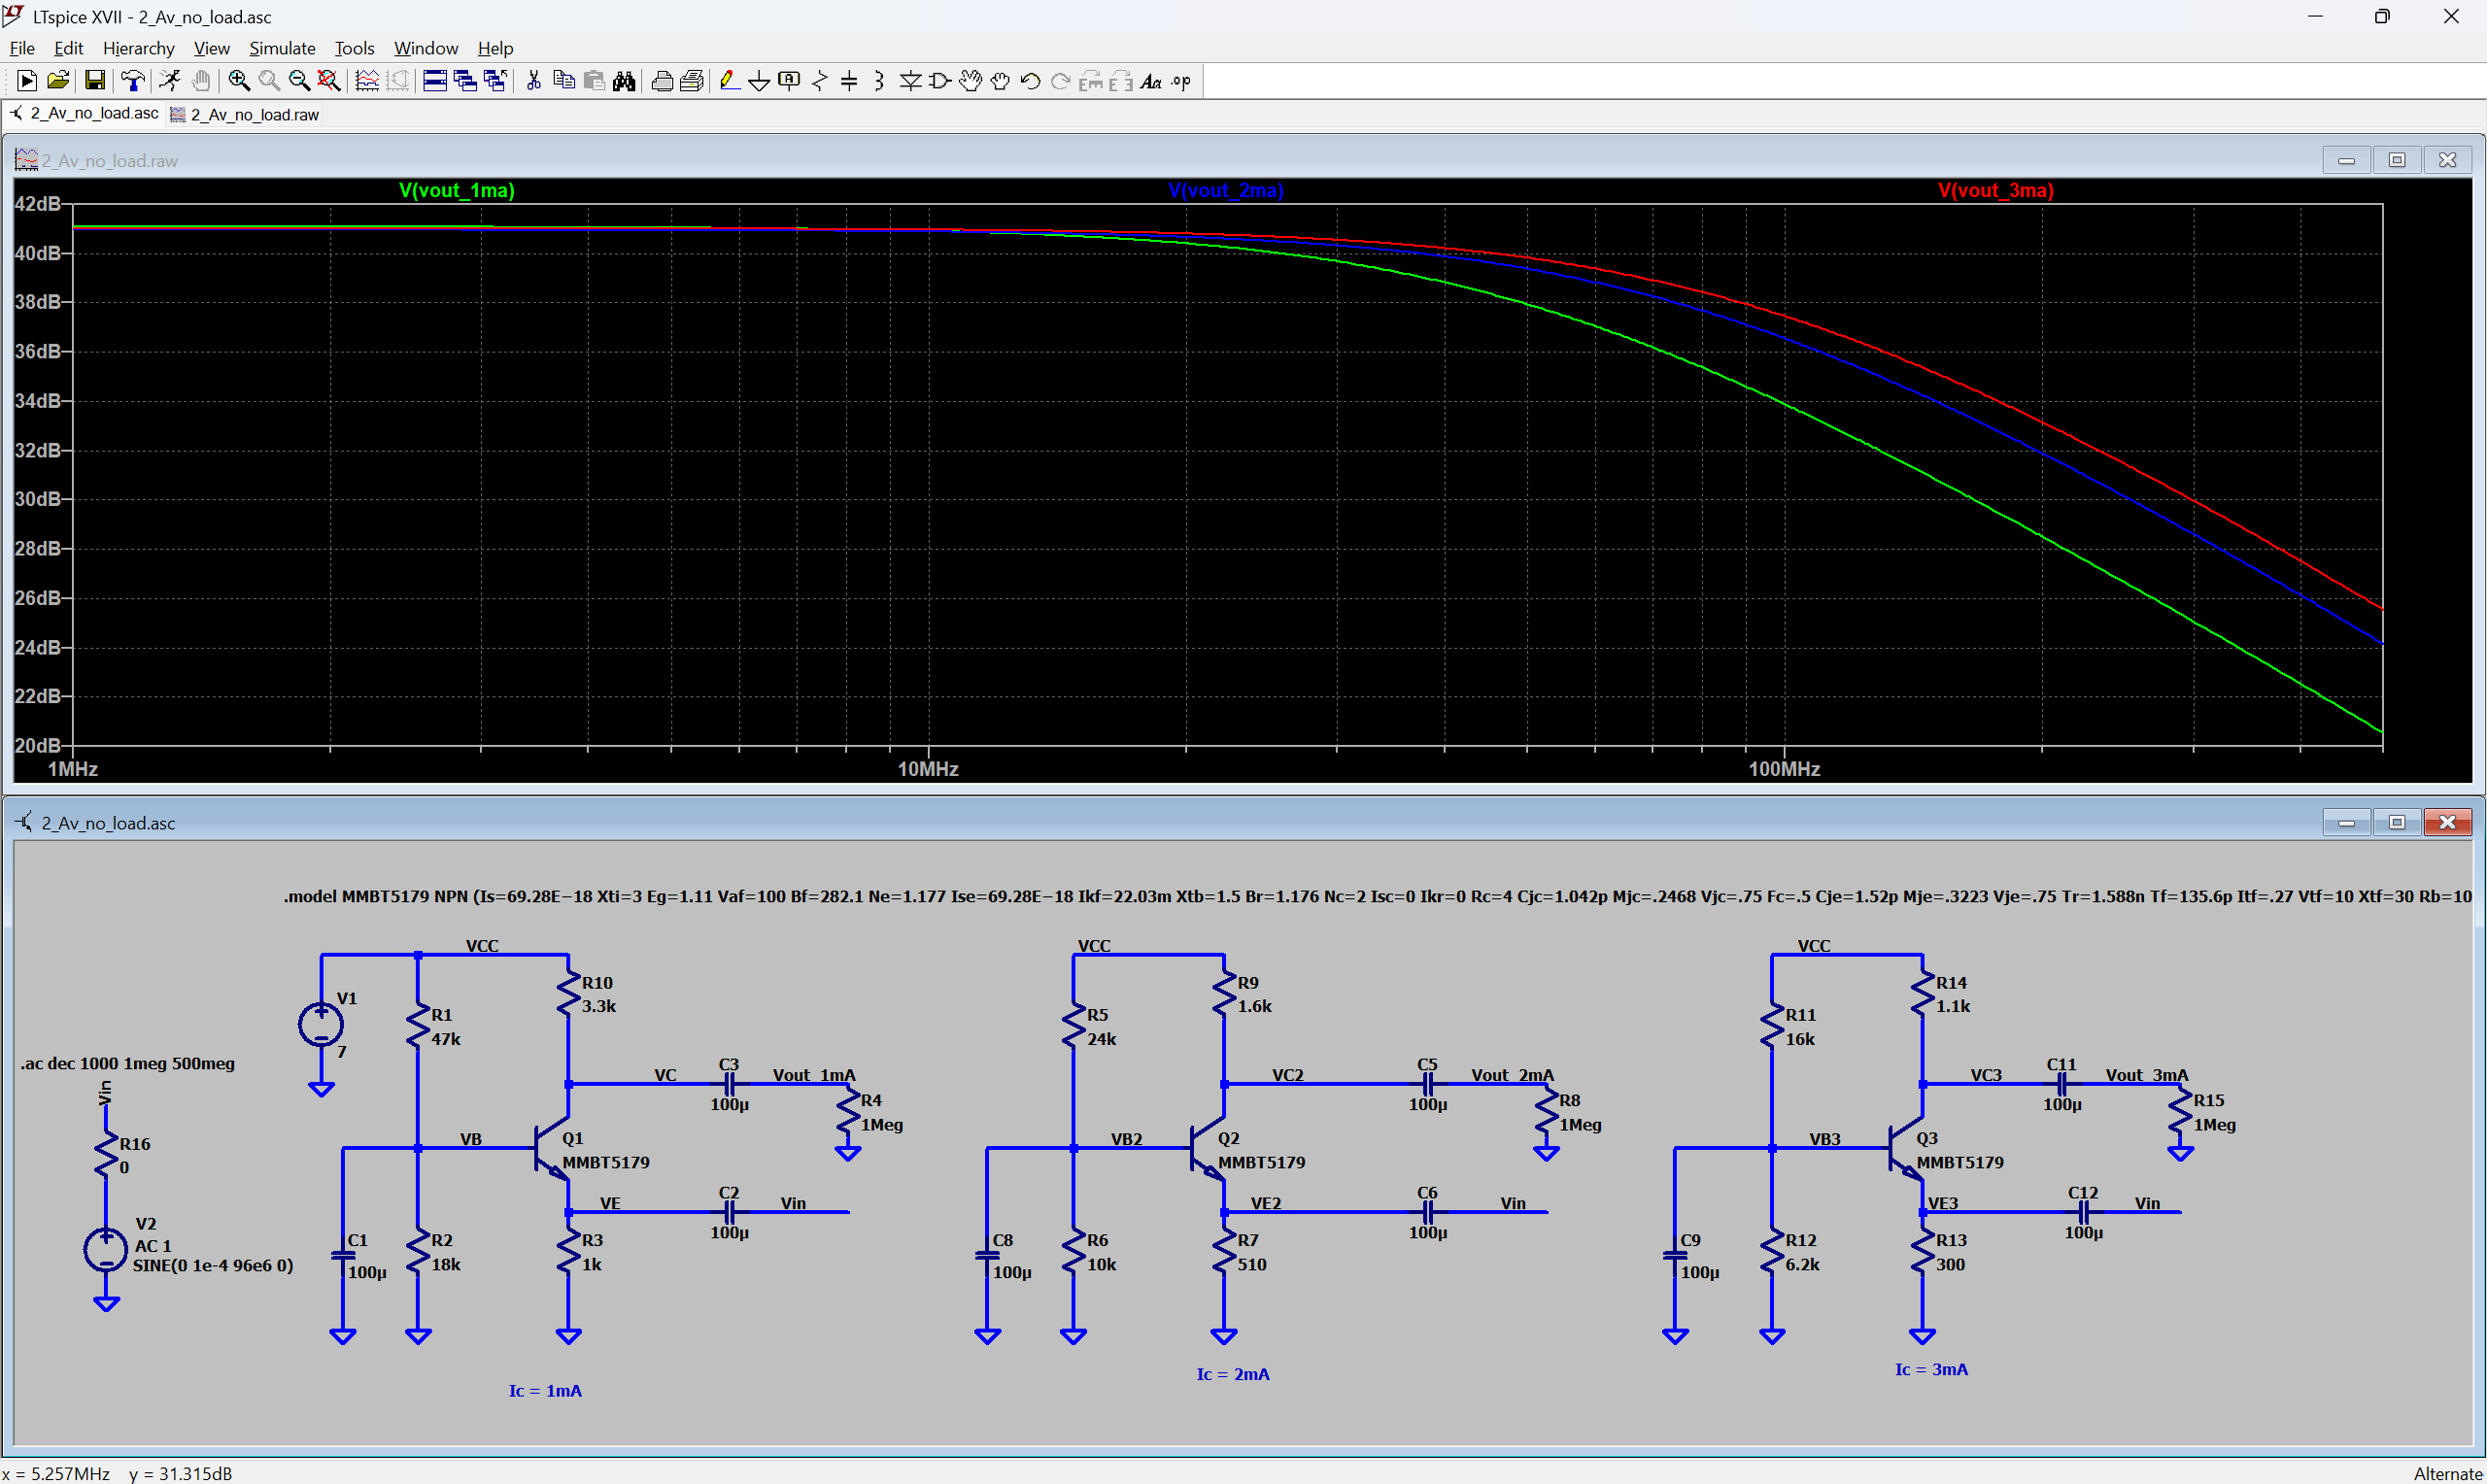 LTspice XVII - 2_Av_no_load.asc
File Edit Hierarchy View Simulate Tools Window Help
2_Av_no_load.asc 2_Av_no_load.raw
2_Av_no_load.raw
V(vout_1ma) V(vout_2ma) V(vout_3ma)
42dB
40dB
38dB
36dB
34dB
32dB
30dB
28dB
26dB
24dB
22dB
20dB
1MHz 10MHz 100MHz
2_Av_no_load.asc
.model MMBT5179 NPN (Is=69.28E-18 Xti=3 Eg=1.11 Vaf=100 Bf=282.1 Ne=1.177 Ise=69.28E-18 Ikf=22.03m Xtb=1.5 Br=1.176 Nc=2 Isc=0 Ikr=0 Rc=4 Cjc=1.042p Mjc=.2468 Vjc=.75 Fc=.5 Cje=1.52p Mje=.3223 Vje=.75 Tr=1.588n Tf=135.6p Itf=.27 Vtf=10 Xtf=30 Rb=10
.ac dec 1000 1meg 500meg
Vin
R16
0
V2
AC 1
SINE(0 1e-4 96e6 0)
VCC
V1
7
R1
47k
R10
3.3k
VC
C3
100µ
Vout_1mA
R4
1Meg
VB
Q1
MMBT5179
VE
C2
100µ
Vin
C1
100µ
R2
18k
R3
1k
Ic = 1mA
VCC
R5
24k
R9
1.6k
VC2
C5
100µ
Vout_2mA
R8
1Meg
VB2
Q2
MMBT5179
VE2
C6
100µ
Vin
C8
100µ
R6
10k
R7
510
Ic = 2mA
VCC
R11
16k
R14
1.1k
VC3
C11
100µ
Vout_3mA
R15
1Meg
VB3
Q3
MMBT5179
VE3
C12
100µ
Vin
C9
100µ
R12
6.2k
R13
300
Ic = 3mA
x = 5.257MHz y = 31.315dB
Alternate